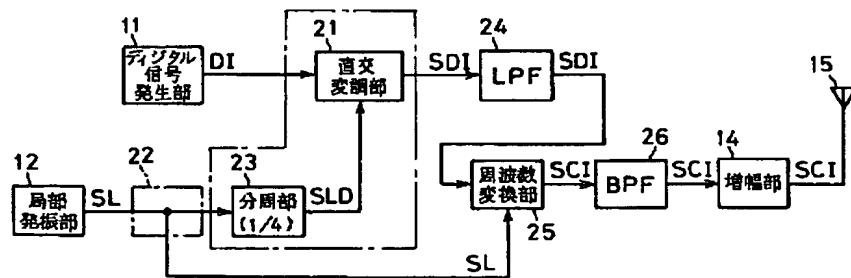 11
ディジタル
信号
発生部
DI
21
直交
変調部
SDI
24
LPF
SDI
15
12
局部
発振部
SL
22
23
分周部
(1/4)
SLD
周波数
変換部
25
SCI
26
BPF
SCI
14
増幅部
SCI
SL